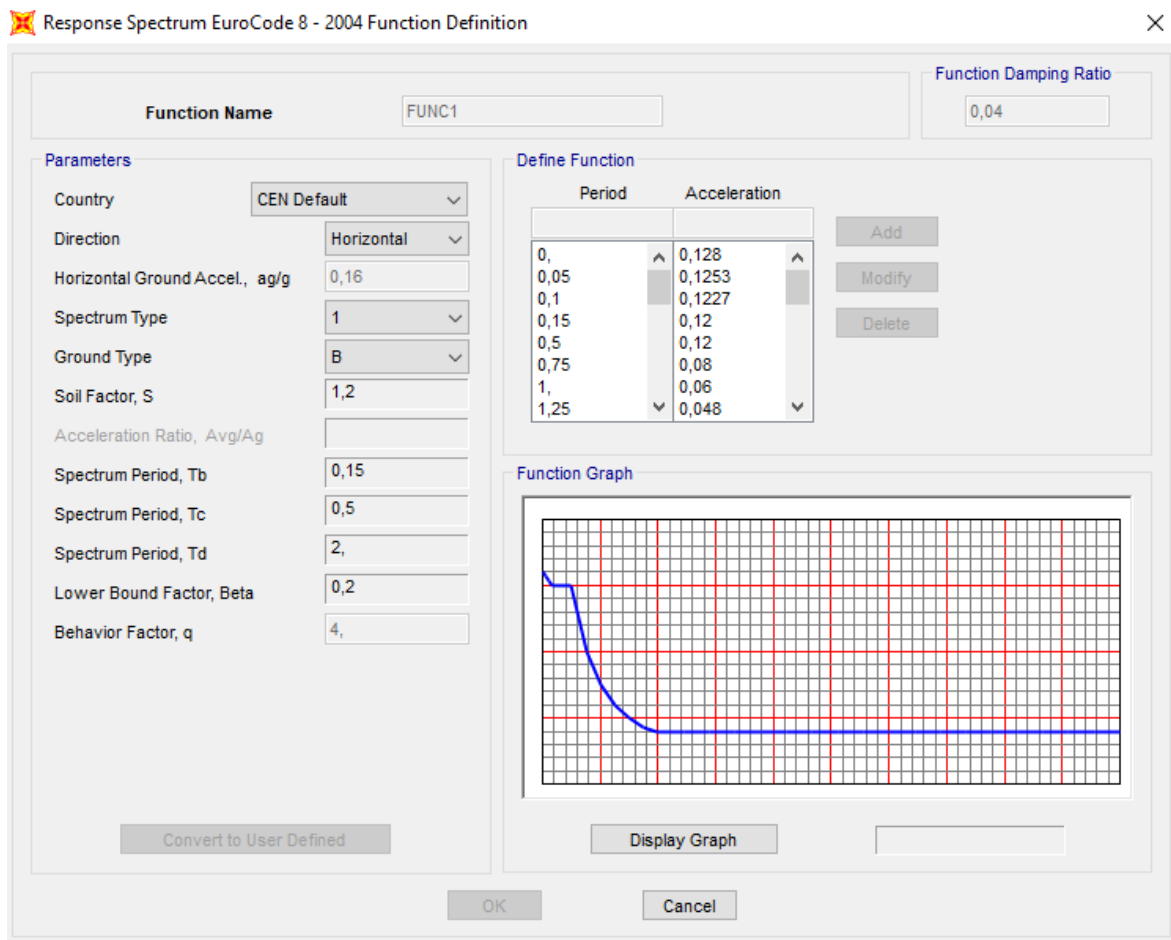 Response Spectrum EuroCode 8 - 2004 Function Definition
Function Damping Ratio
Function Name FUNC1 0,04
Parameters
Country CEN Default
Direction Horizontal
Horizontal Ground Accel., ag/g 0,16
Spectrum Type 1
Ground Type B
Soil Factor, S 1,2
Acceleration Ratio, Avg/Ag
Spectrum Period, Tb 0,15
Spectrum Period, Tc 0,5
Spectrum Period, Td 2,
Lower Bound Factor, Beta 0,2
Behavior Factor, q 4,
Convert to User Defined
Define Function
Period Acceleration
0, 0,128
0,05 0,1253
0,1 0,1227
0,15 0,12
0,5 0,12
0,75 0,08
1, 0,06
1,25 0,048
Add
Modify
Delete
Function Graph
Display Graph
OK Cancel